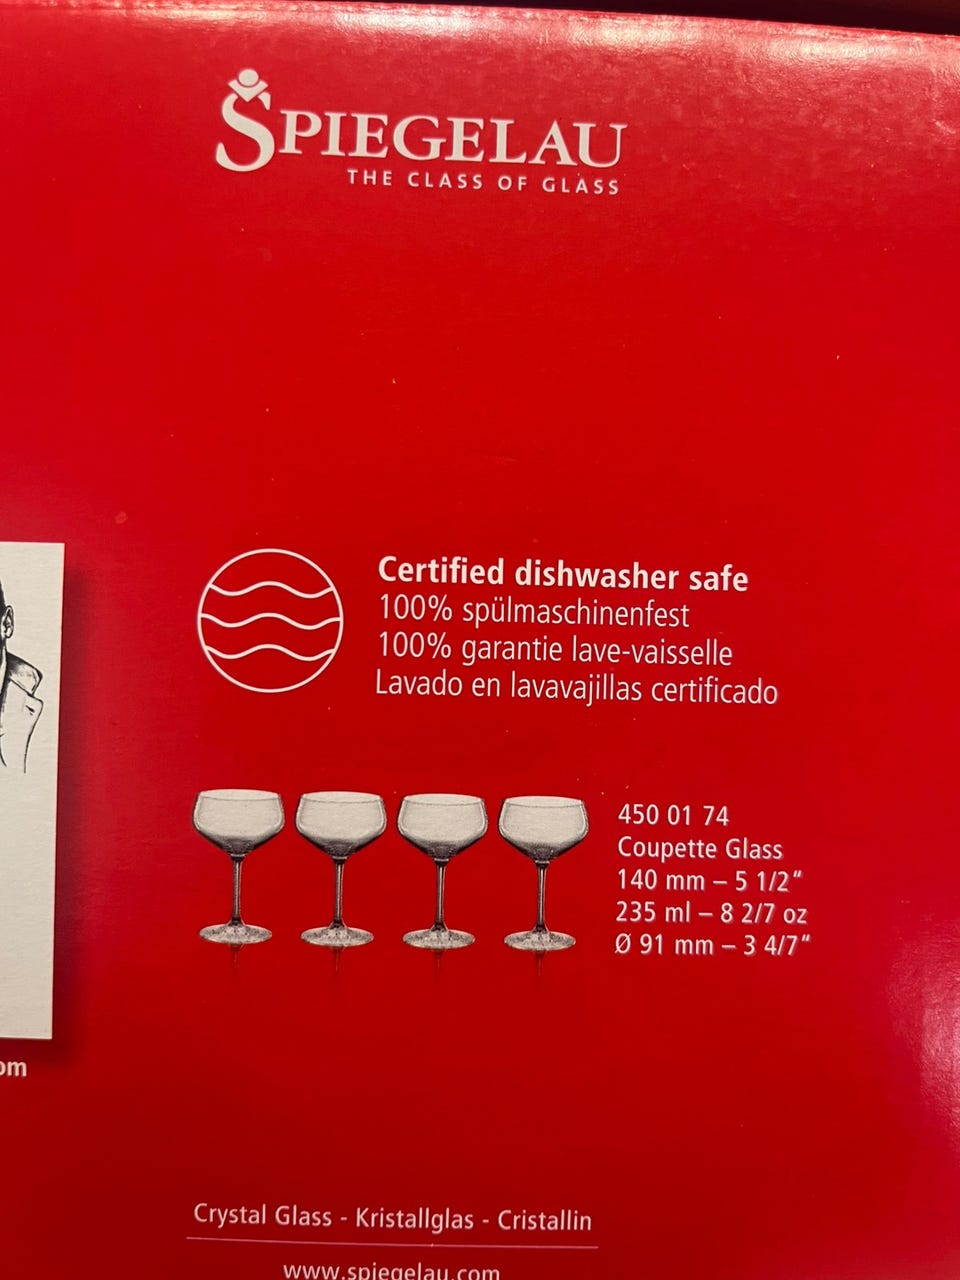 SPIEGELAU
THE CLASS OF GLASS
Certified dishwasher safe
100% spülmaschinenfest
100% garantie lave-vaisselle
Lavado en lavavajillas certificado
450 01 74
Coupette Glass
140 mm – 5 1/2“
235 ml – 8 2/7 oz
Ø 91 mm – 3 4/7“
Crystal Glass - Kristallglas - Cristallin
www.spiegelau.com